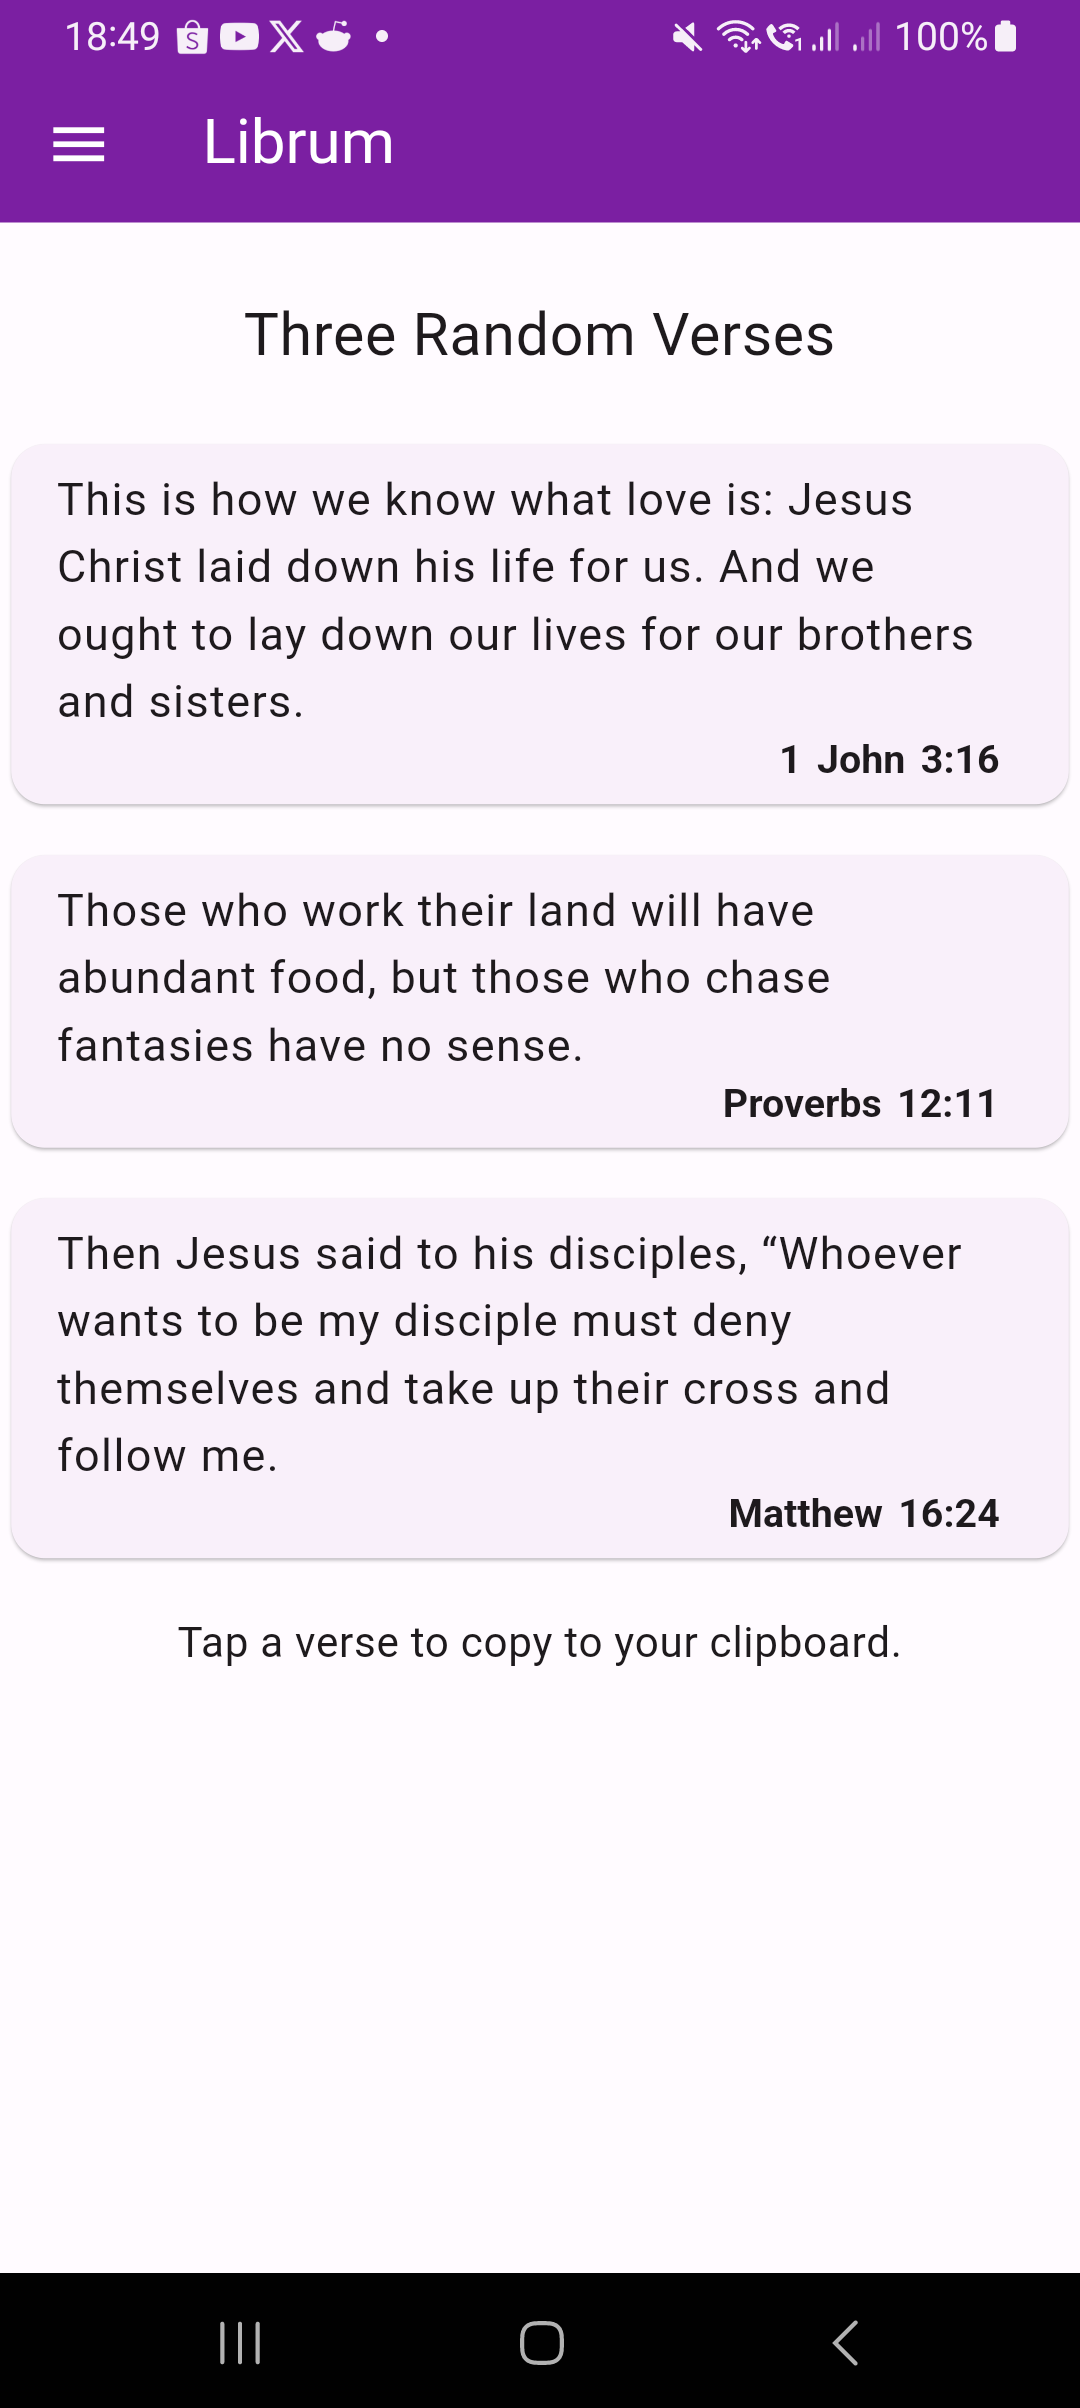 18:49
100%
Librum
Three Random Verses
This is how we know what love is: Jesus
Christ laid down his life for us. And we
ought to lay down our lives for our brothers
and sisters.
1 John 3:16
Those who work their land will have
abundant food, but those who chase
fantasies have no sense.
Proverbs 12:11
Then Jesus said to his disciples, “Whoever
wants to be my disciple must deny
themselves and take up their cross and
follow me.
Matthew 16:24
Tap a verse to copy to your clipboard.